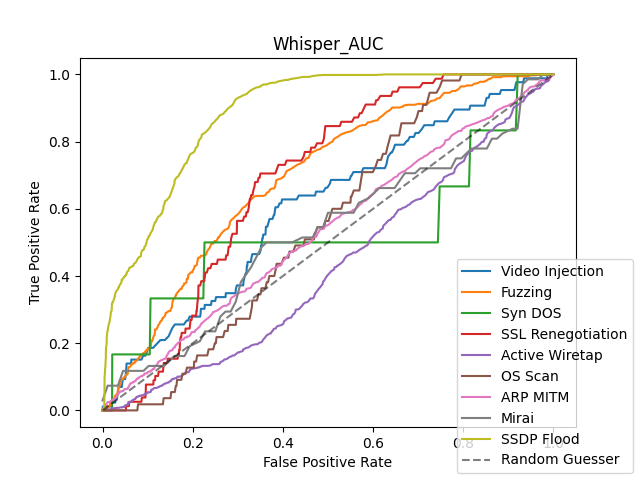 Whisper_AUC
True Positive Rate
1.0
0.8
0.6
0.4
0.2
0.0
0.0 0.2 0.4 0.6 0.8 1.0
False Positive Rate
Video Injection
Fuzzing
Syn DOS
SSL Renegotiation
Active Wiretap
OS Scan
ARP MITM
Mirai
SSDP Flood
Random Guesser